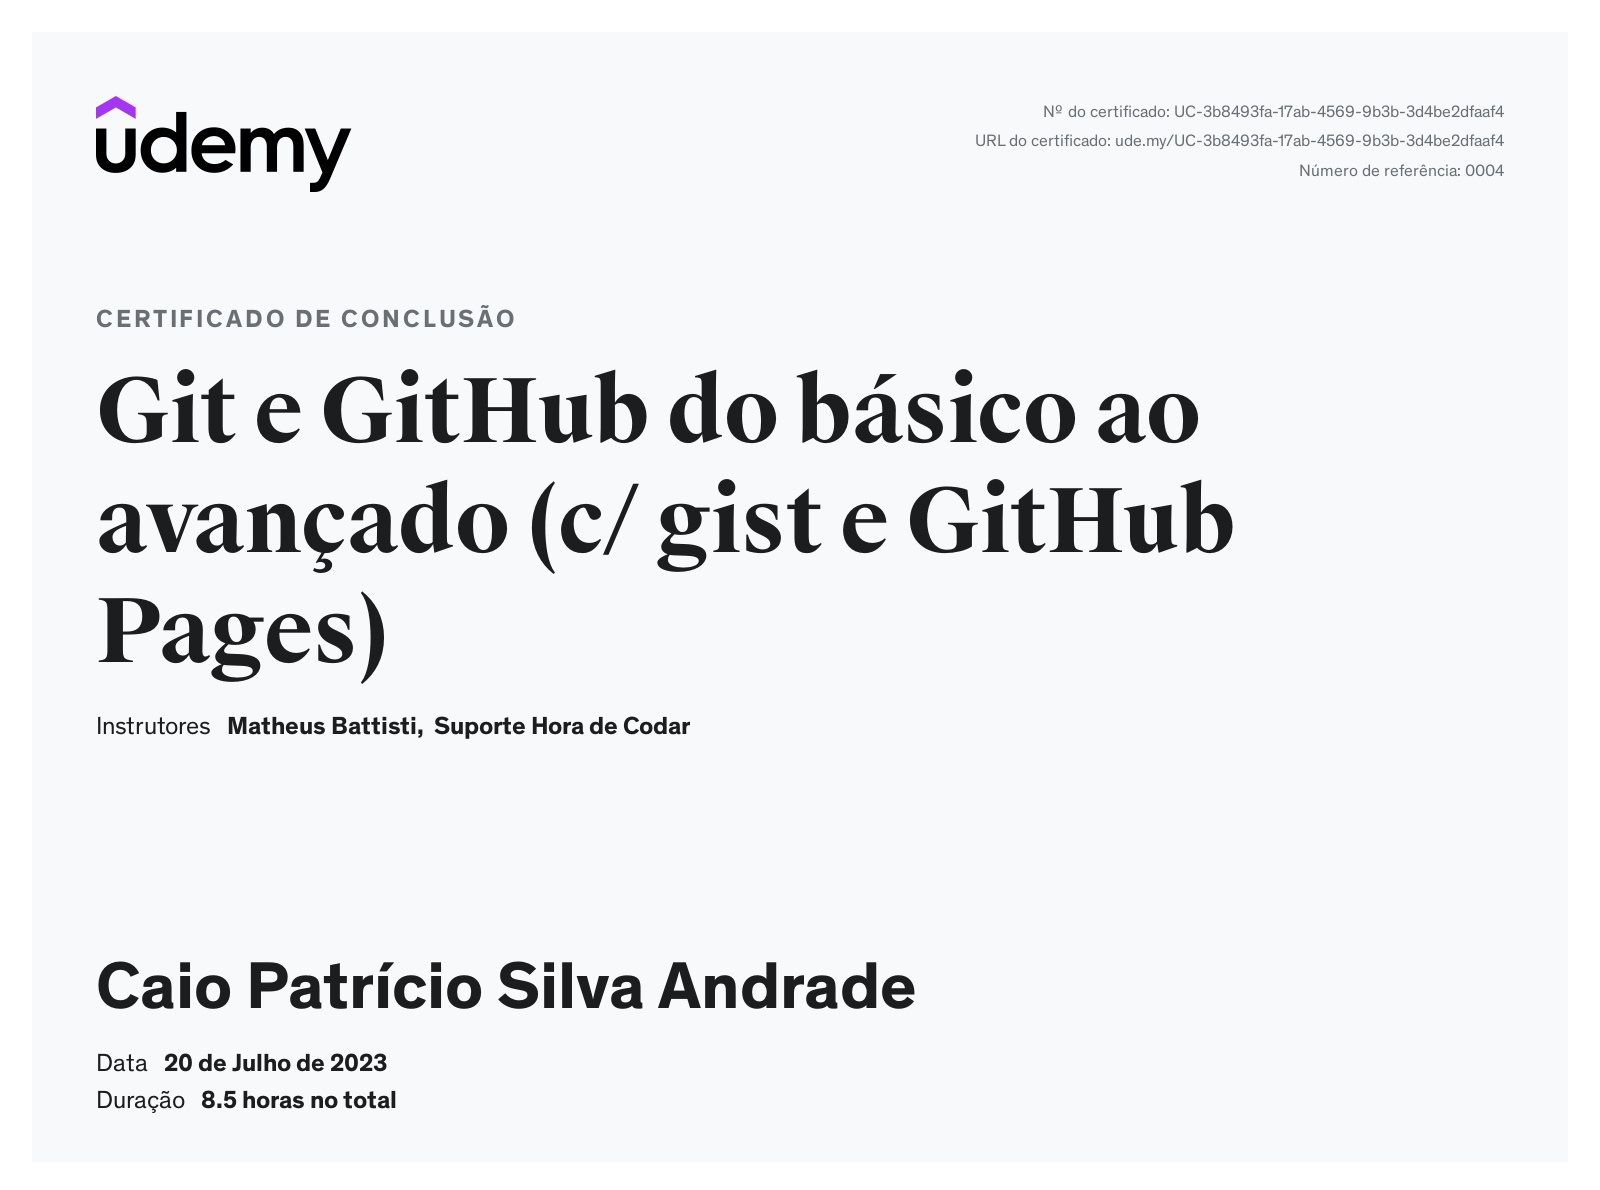 udemy
Nº do certificado: UC-3b8493fa-17ab-4569-9b3b-3d4be2dfaaf4
URL do certificado: ude.my/UC-3b8493fa-17ab-4569-9b3b-3d4be2dfaaf4
Número de referência: 0004
CERTIFICADO DE CONCLUSÃO
Git e GitHub do básico ao
avançado (c/ gist e GitHub
Pages)
Instrutores Matheus Battisti, Suporte Hora de Codar
Caio Patrício Silva Andrade
Data 20 de Julho de 2023
Duração 8.5 horas no total